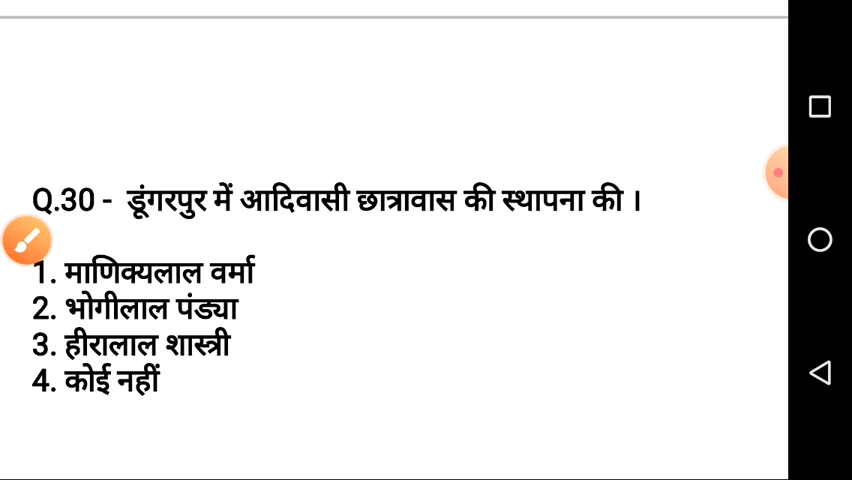 Q.30 - डूंगरपुर में आदिवासी छात्रावास की स्थापना की ।
1. माणिक्यलाल वर्मा
2. भोगीलाल पंड्या
3. हीरालाल शास्त्री
4. कोई नहीं